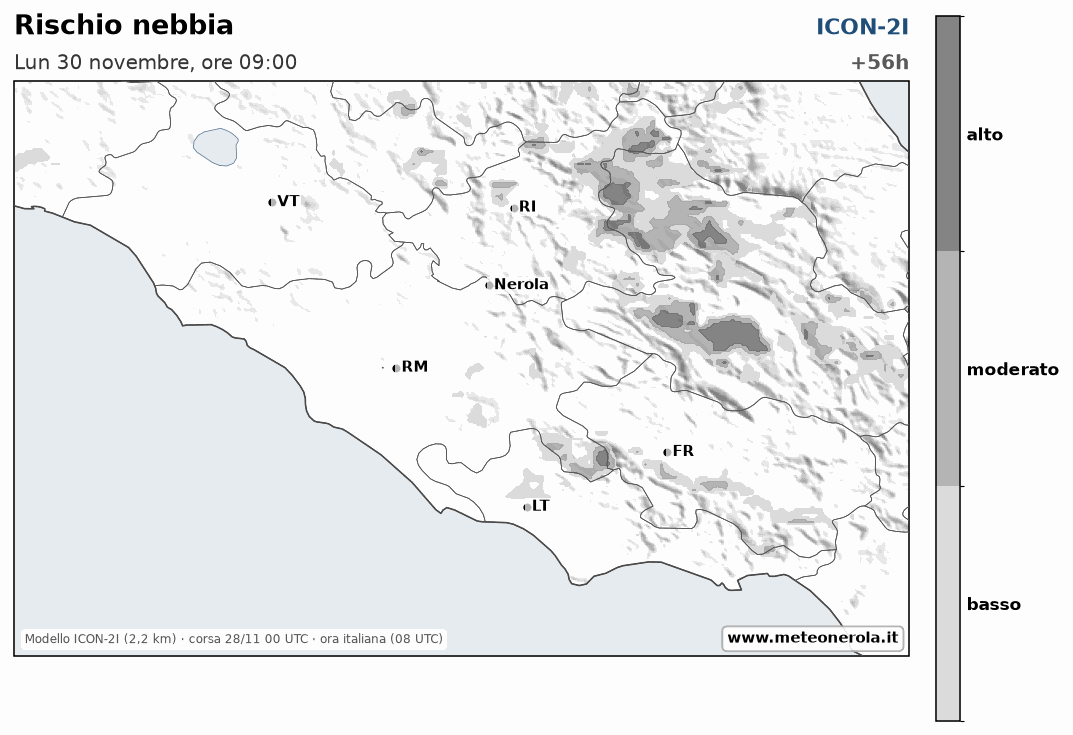 Rischio nebbia
ICON-2I
Lun 30 novembre, ore 09:00
+56h
alto
VT
RI
Nerola
RM
moderato
FR
LT
basso
Modello ICON-2I (2,2 km) · corsa 28/11 00 UTC · ora italiana (08 UTC)
www.meteonerola.it